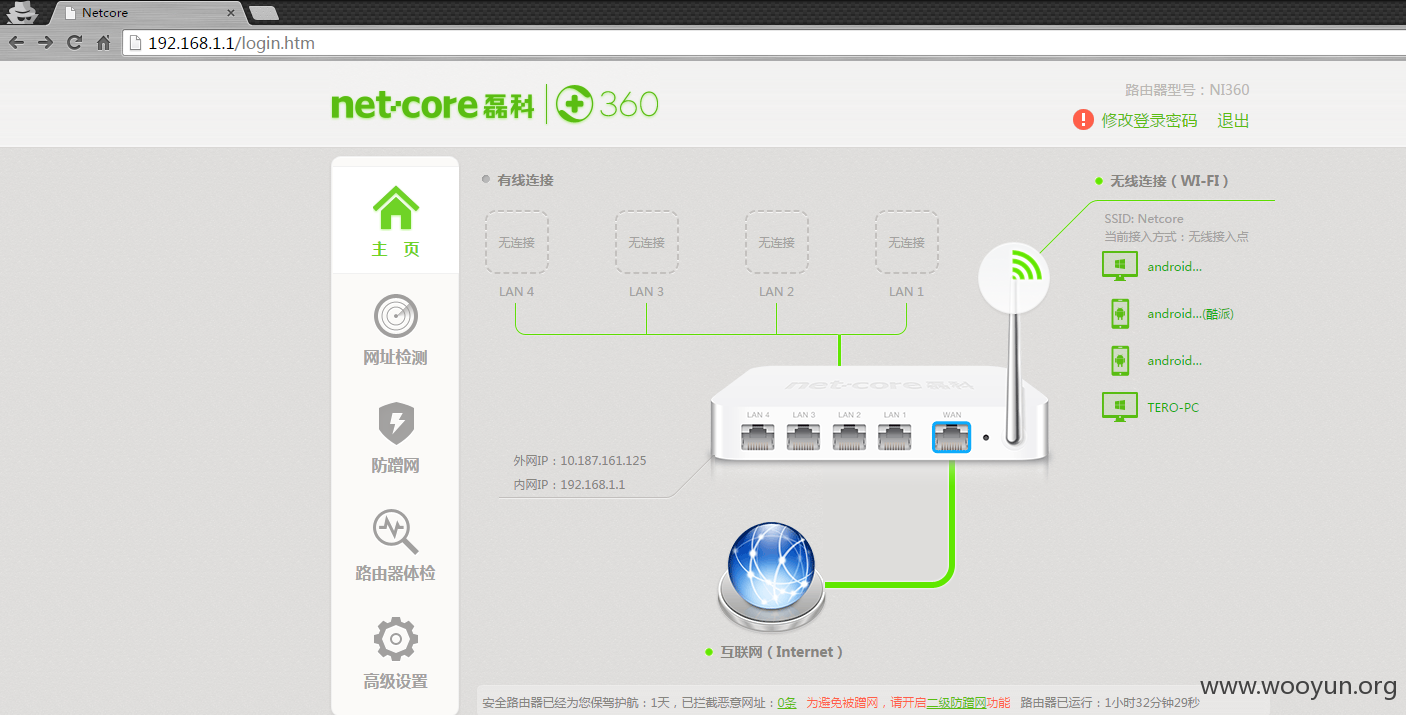 Netcore
192.168.1.1/login.htm
net-core 磊科 360
路由器型号：NI360
修改登录密码 退出
主 页
网址检测
防蹭网
路由器体检
高级设置
有线连接
无连接 无连接 无连接 无连接
LAN 4 LAN 3 LAN 2 LAN 1
无线连接（WI-FI）
SSID: Netcore
当前接入方式：无线接入点
android...
android...(酷派)
android...
TERO-PC
net-core 磊科
LAN 4 LAN 3 LAN 2 LAN 1 WAN
外网IP：10.187.161.125
内网IP：192.168.1.1
互联网（Internet）
安全路由器已经为您保驾护航：1天，已拦截恶意网址：0条 为避免被蹭网，请开启二级防蹭网功能 路由器已运行：1小时32分钟29秒
www.wooyun.org